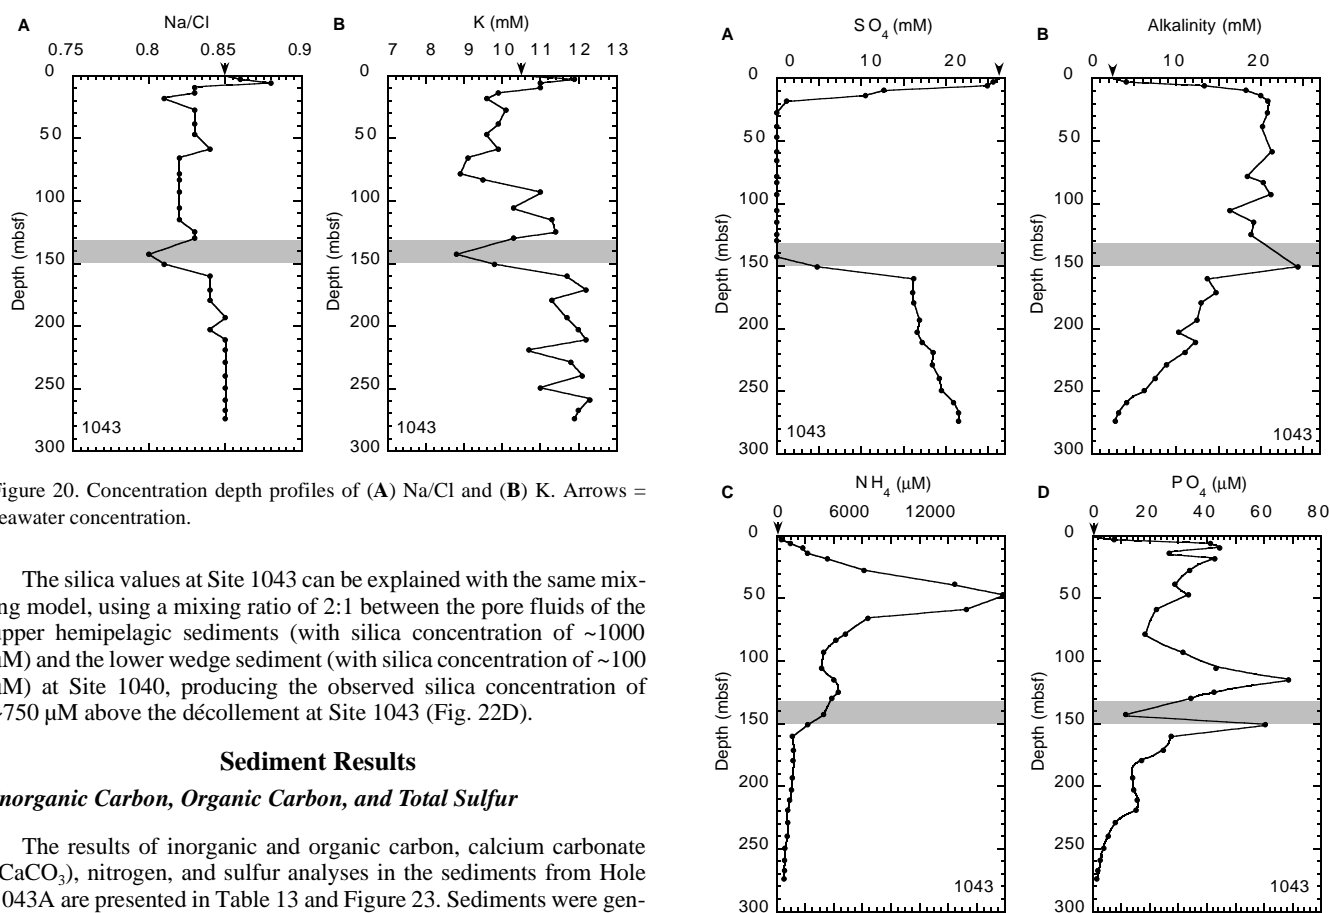 A
Na/Cl
0.75 0.8 0.85 0.9
0
50
100
150
200
250
300
Depth (mbsf)
1043
B
K (mM)
7 8 9 10 11 12 13
0
50
100
150
200
250
300
Depth (mbsf)
1043
igure 20. Concentration depth profiles of (A) Na/Cl and (B) K. Arrows =
eawater concentration.
The silica values at Site 1043 can be explained with the same mix-
ng model, using a mixing ratio of 2:1 between the pore fluids of the
upper hemipelagic sediments (with silica concentration of ~1000
µM) and the lower wedge sediment (with silica concentration of ~100
µM) at Site 1040, producing the observed silica concentration of
~750 µM above the décollement at Site 1043 (Fig. 22D).
Sediment Results
norganic Carbon, Organic Carbon, and Total Sulfur
The results of inorganic and organic carbon, calcium carbonate
CaCO₃), nitrogen, and sulfur analyses in the sediments from Hole
1043A are presented in Table 13 and Figure 23. Sediments were gen-
A
SO₄ (mM)
0 10 20
0
50
100
150
200
250
300
Depth (mbsf)
1043
B
Alkalinity (mM)
0 10 20
0
50
100
150
200
250
300
Depth (mbsf)
1043
C
NH₄ (µM)
0 6000 12000
0
50
100
150
200
250
300
Depth (mbsf)
1043
D
PO₄ (µM)
0 20 40 60 80
0
50
100
150
200
250
300
Depth (mbsf)
1043